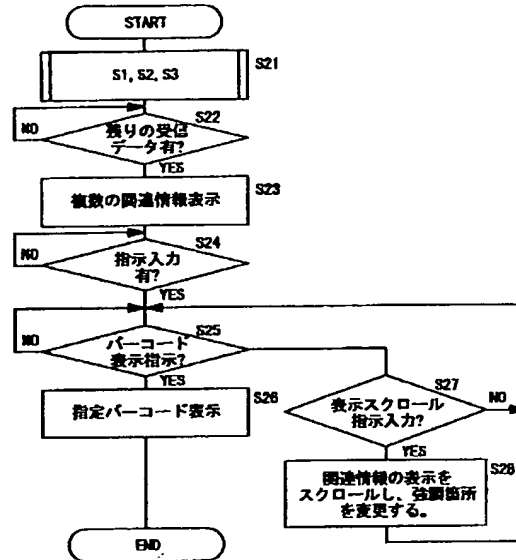 START
S1, S2, S3
S21
S22
残りの受信
データ有?
NO
YES
複数の関連情報表示
S23
S24
指示入力
有?
NO
YES
S25
バーコード
表示指示?
NO
YES
指定バーコード表示
S26
S27
表示スクロール
指示入力?
NO
YES
S28
関連情報の表示を
スクロールし、強調箇所
を変更する。
END